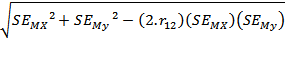 √(SE_MX² + SE_My² − (2.r₁₂)(SE_MX)(SE_My))